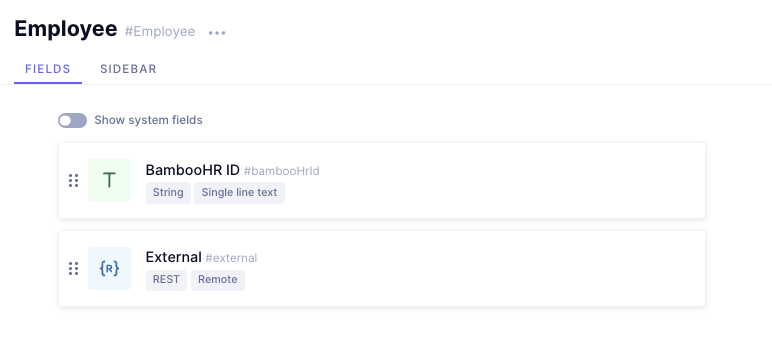 Employee #Employee ...
FIELDS SIDEBAR
Show system fields
T BambooHR ID #bambooHrId
String Single line text
{R} External #external
REST Remote